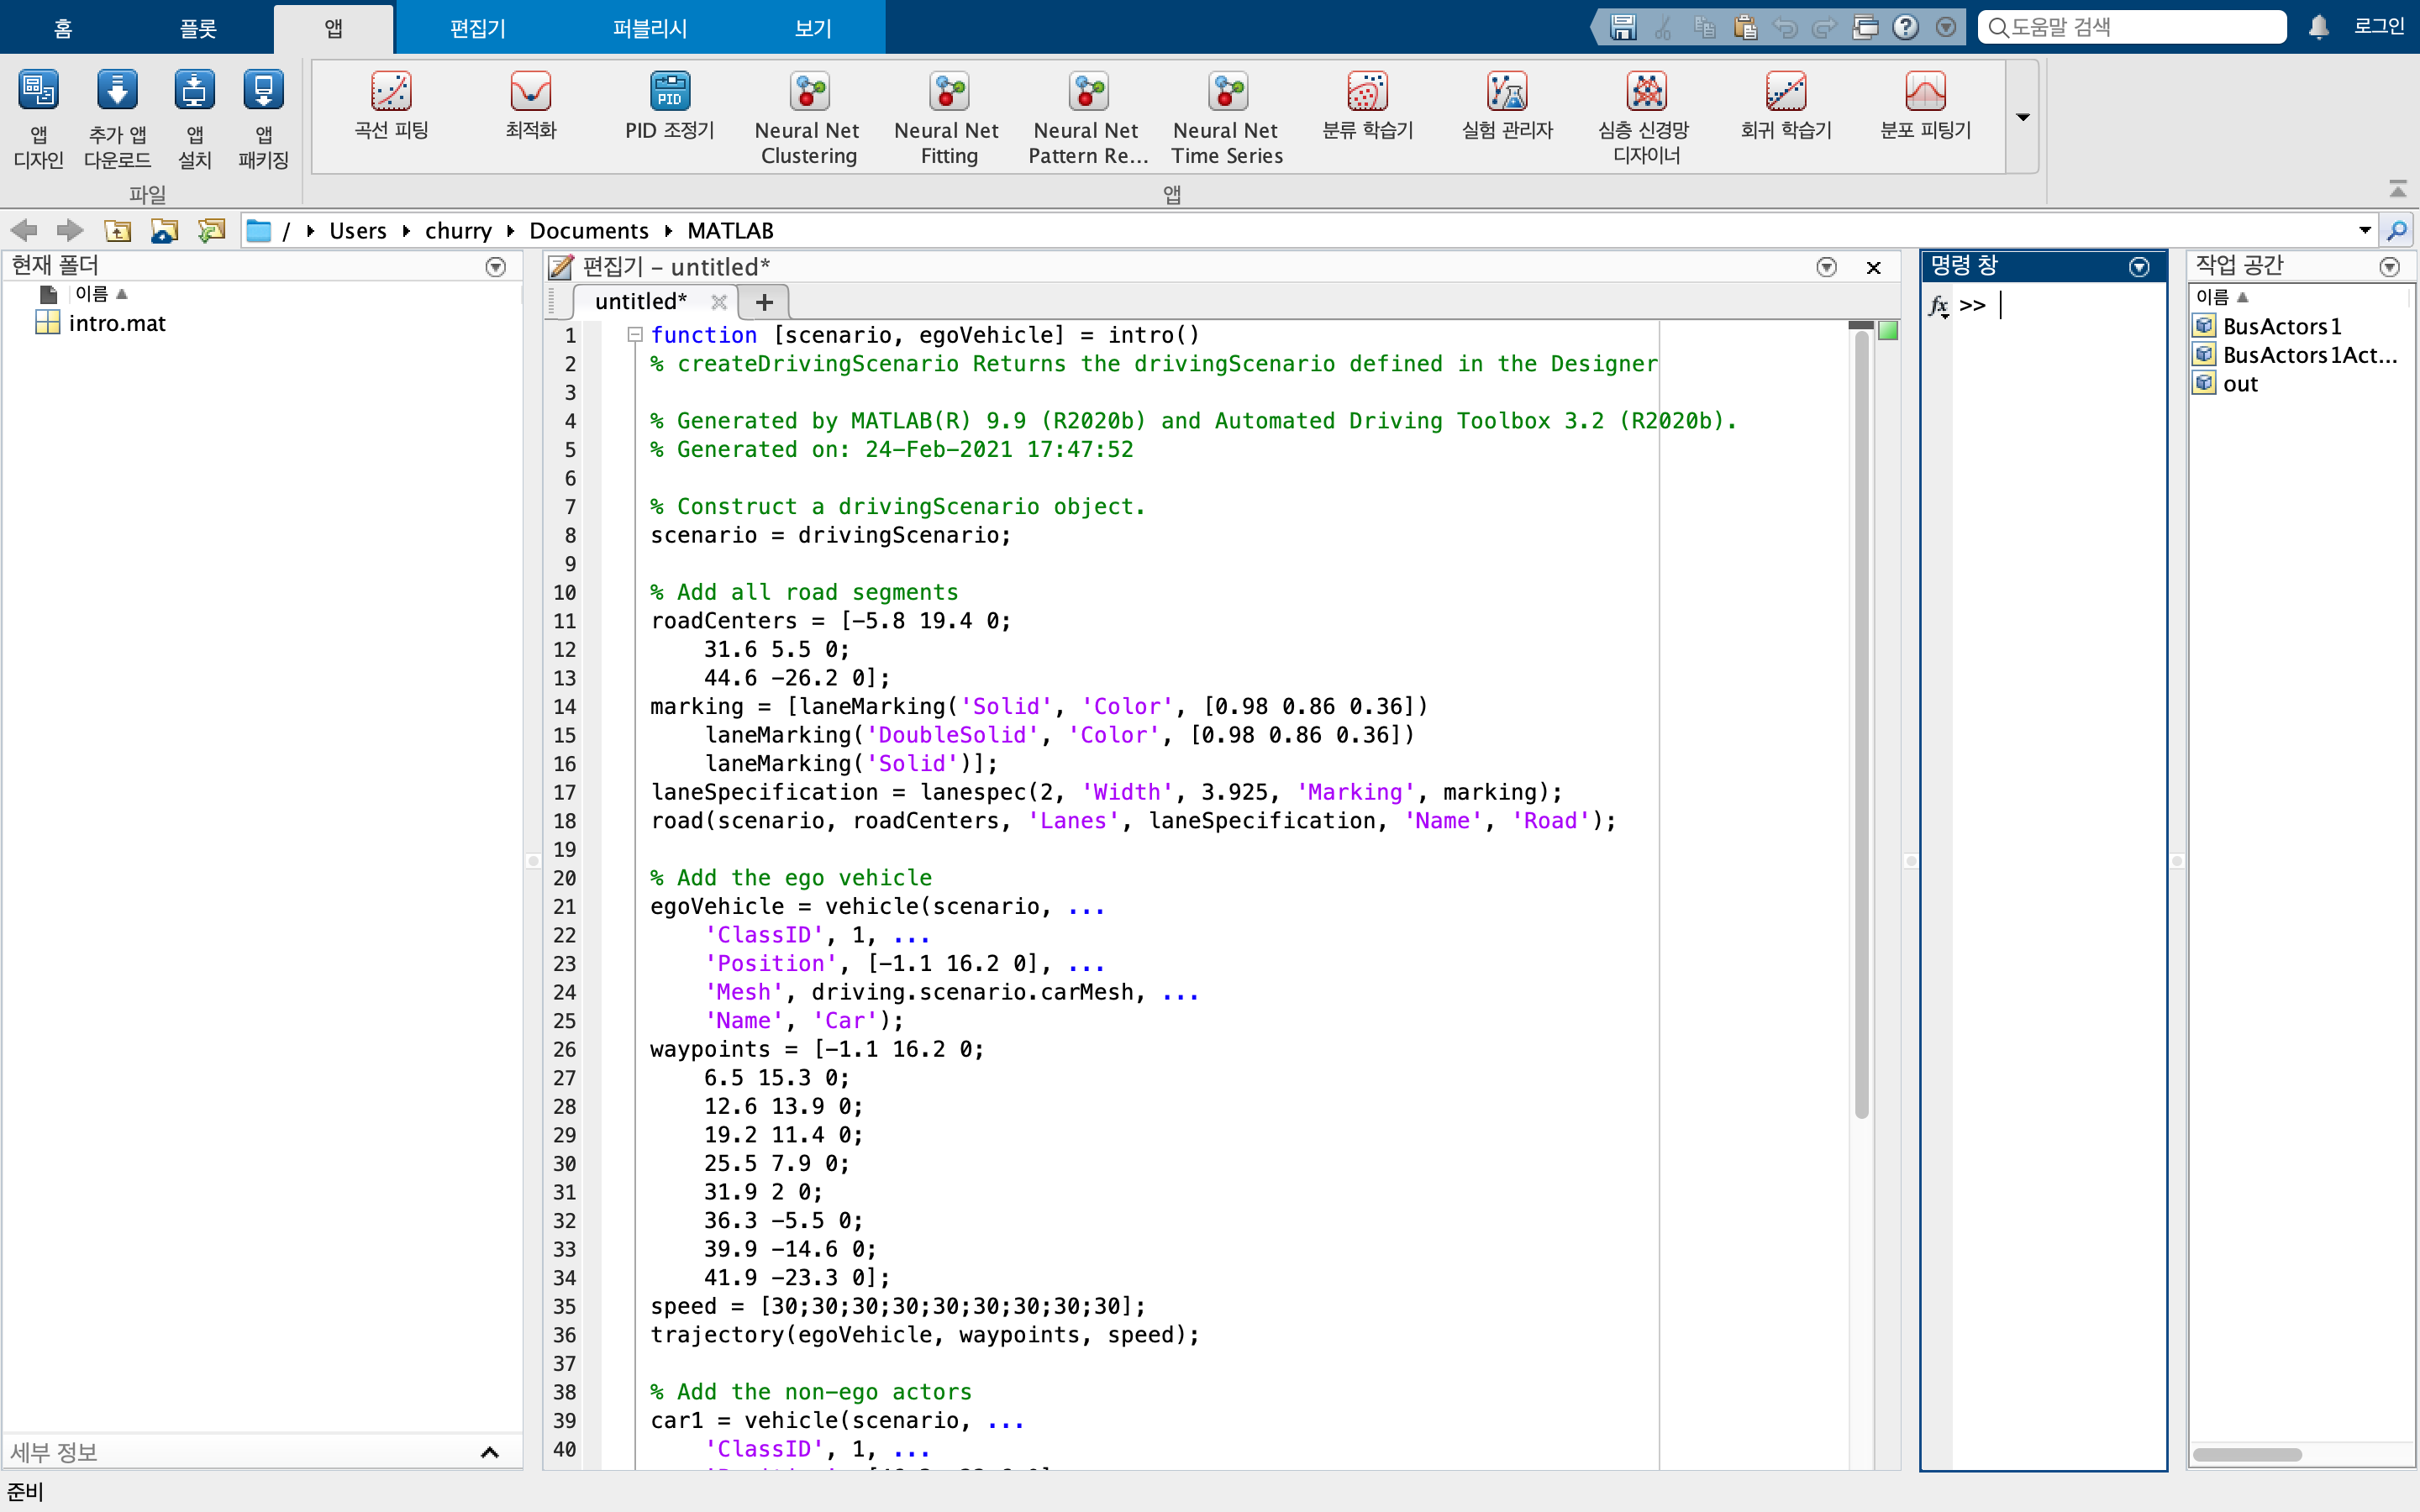 홈 플롯 앱 편집기 퍼블리시 보기 도움말 검색 로그인
앱 디자인
추가 앱 다운로드
앱 설치
앱 패키징
곡선 피팅
최적화
PID
PID 조정기
Neural Net Clustering
Neural Net Fitting
Neural Net Pattern Re...
Neural Net Time Series
분류 학습기
실험 관리자
심층 신경망 디자이너
회귀 학습기
분포 피팅기
파일
앱
/ Users churry Documents MATLAB
현재 폴더
이름
intro.mat
세부 정보
편집기 - untitled*
untitled*
1 function [scenario, egoVehicle] = intro()
2 % createDrivingScenario Returns the drivingScenario defined in the Designer
3
4 % Generated by MATLAB(R) 9.9 (R2020b) and Automated Driving Toolbox 3.2 (R2020b).
5 % Generated on: 24-Feb-2021 17:47:52
6
7 % Construct a drivingScenario object.
8 scenario = drivingScenario;
9
10 % Add all road segments
11 roadCenters = [-5.8 19.4 0;
12 31.6 5.5 0;
13 44.6 -26.2 0];
14 marking = [laneMarking('Solid', 'Color', [0.98 0.86 0.36])
15 laneMarking('DoubleSolid', 'Color', [0.98 0.86 0.36])
16 laneMarking('Solid')];
17 laneSpecification = lanespec(2, 'Width', 3.925, 'Marking', marking);
18 road(scenario, roadCenters, 'Lanes', laneSpecification, 'Name', 'Road');
19
20 % Add the ego vehicle
21 egoVehicle = vehicle(scenario, ...
22 'ClassID', 1, ...
23 'Position', [-1.1 16.2 0], ...
24 'Mesh', driving.scenario.carMesh, ...
25 'Name', 'Car');
26 waypoints = [-1.1 16.2 0;
27 6.5 15.3 0;
28 12.6 13.9 0;
29 19.2 11.4 0;
30 25.5 7.9 0;
31 31.9 2 0;
32 36.3 -5.5 0;
33 39.9 -14.6 0;
34 41.9 -23.3 0];
35 speed = [30;30;30;30;30;30;30;30;30];
36 trajectory(egoVehicle, waypoints, speed);
37
38 % Add the non-ego actors
39 car1 = vehicle(scenario, ...
40 'ClassID', 1, ...
명령 창
fx >>
작업 공간
이름
BusActors1
BusActors1Act...
out
준비